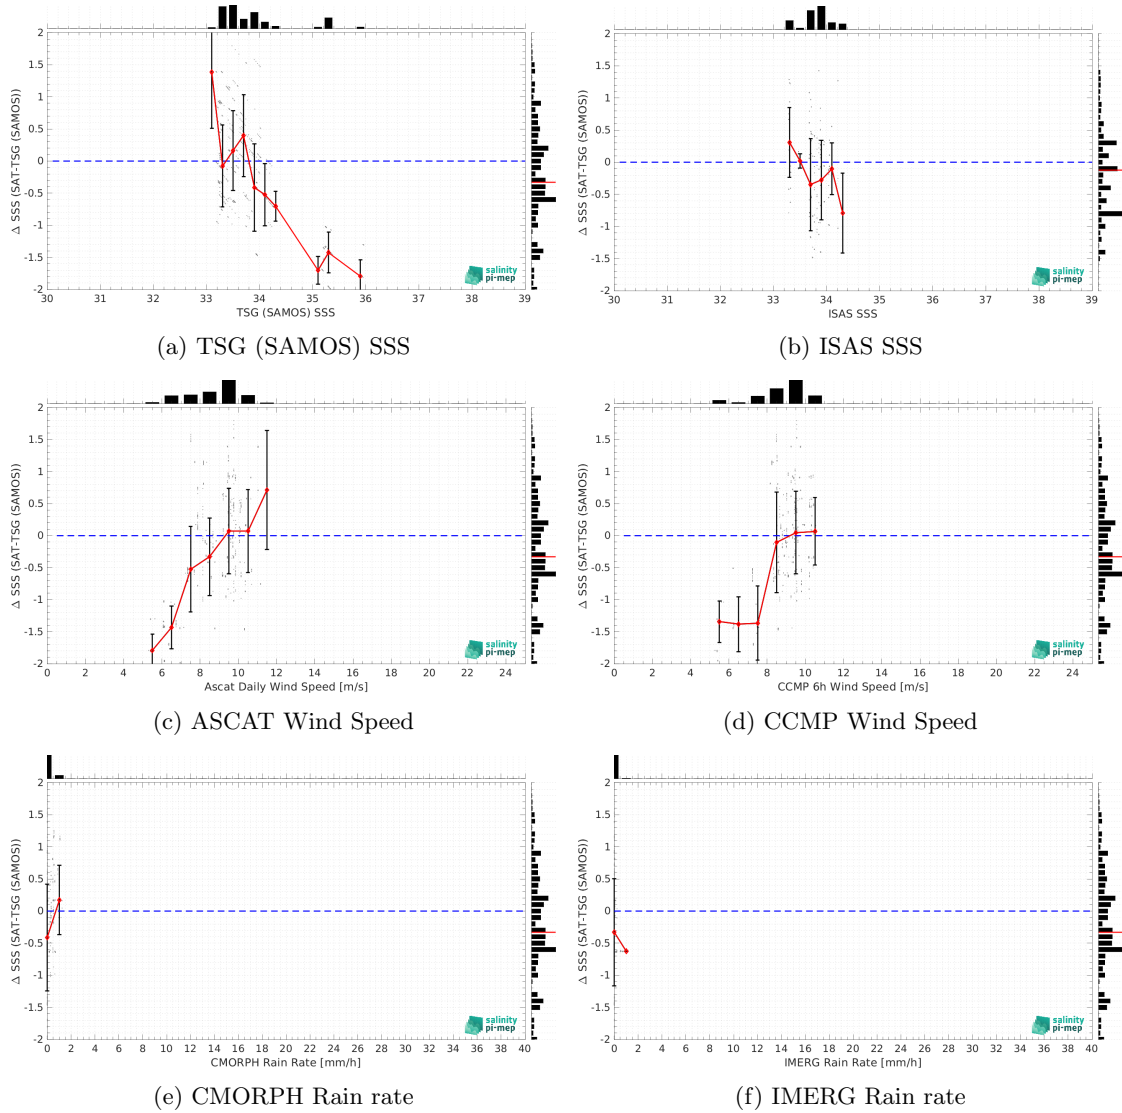 2
1.5
1
0.5
0
-0.5
-1
-1.5
-2
Δ SSS (SAT-TSG (SAMOS))
30 31 32 33 34 35 36 37 38 39
TSG (SAMOS) SSS
salinity
pi-mep
(a) TSG (SAMOS) SSS
2
1.5
1
0.5
0
-0.5
-1
-1.5
-2
Δ SSS (SAT-TSG (SAMOS))
30 31 32 33 34 35 36 37 38 39
ISAS SSS
salinity
pi-mep
(b) ISAS SSS
2
1.5
1
0.5
0
-0.5
-1
-1.5
-2
Δ SSS (SAT-TSG (SAMOS))
0 2 4 6 8 10 12 14 16 18 20 22 24
Ascat Daily Wind Speed [m/s]
salinity
pi-mep
(c) ASCAT Wind Speed
2
1.5
1
0.5
0
-0.5
-1
-1.5
-2
Δ SSS (SAT-TSG (SAMOS))
0 2 4 6 8 10 12 14 16 18 20 22 24
CCMP 6h Wind Speed [m/s]
salinity
pi-mep
(d) CCMP Wind Speed
2
1.5
1
0.5
0
-0.5
-1
-1.5
-2
Δ SSS (SAT-TSG (SAMOS))
0 2 4 6 8 10 12 14 16 18 20 22 24 26 28 30 32 34 36 38 40
CMORPH Rain Rate [mm/h]
salinity
pi-mep
(e) CMORPH Rain rate
2
1.5
1
0.5
0
-0.5
-1
-1.5
-2
Δ SSS (SAT-TSG (SAMOS))
0 2 4 6 8 10 12 14 16 18 20 22 24 26 28 30 32 34 36 38 40
IMERG Rain Rate [mm/h]
salinity
pi-mep
(f) IMERG Rain rate